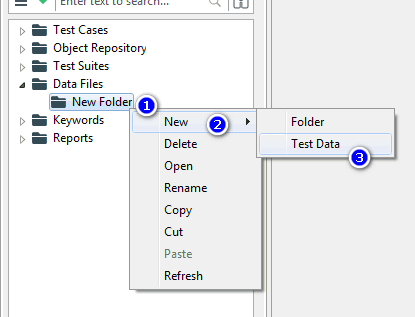 Enter text to search...
Test Cases
Object Repository
Test Suites
Data Files
New Folder
1
Keywords
Reports
New
2
Delete
Open
Rename
Copy
Cut
Paste
Refresh
Folder
Test Data
3